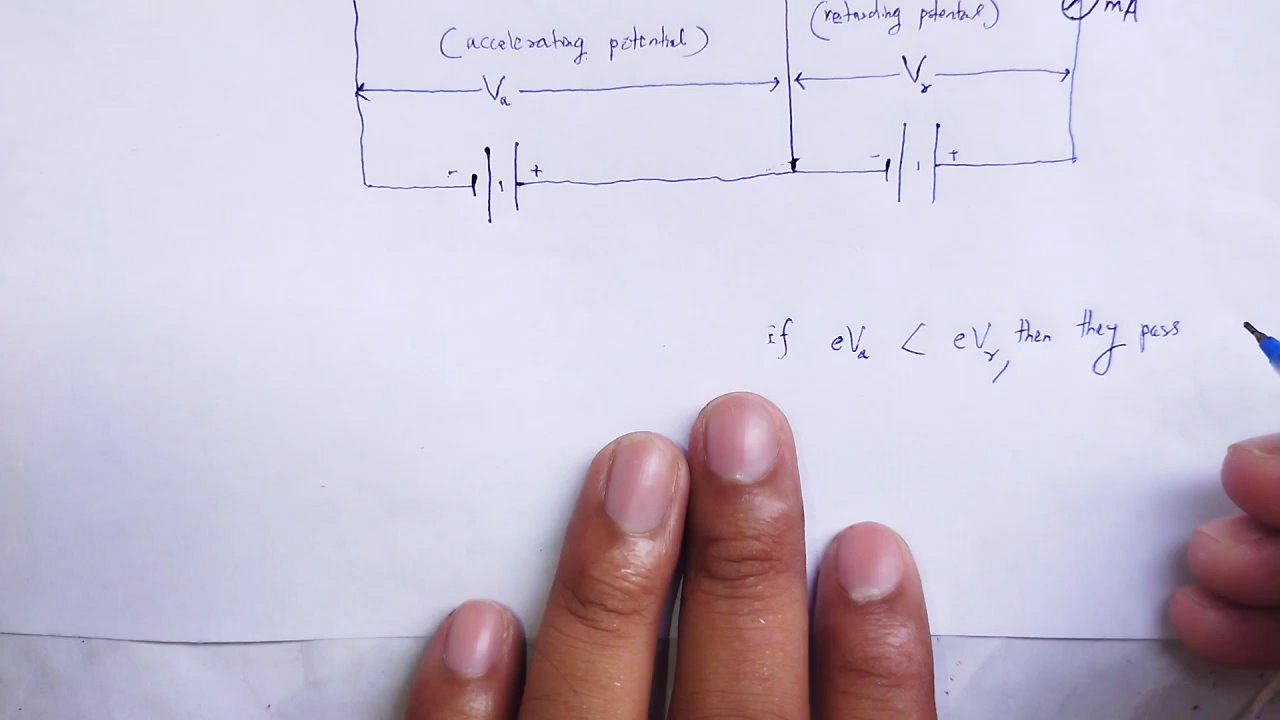 (retarding potential)
mA
(accelerating potential)
Va
Vr
- +
- +
if eVa < eVr, then they pass